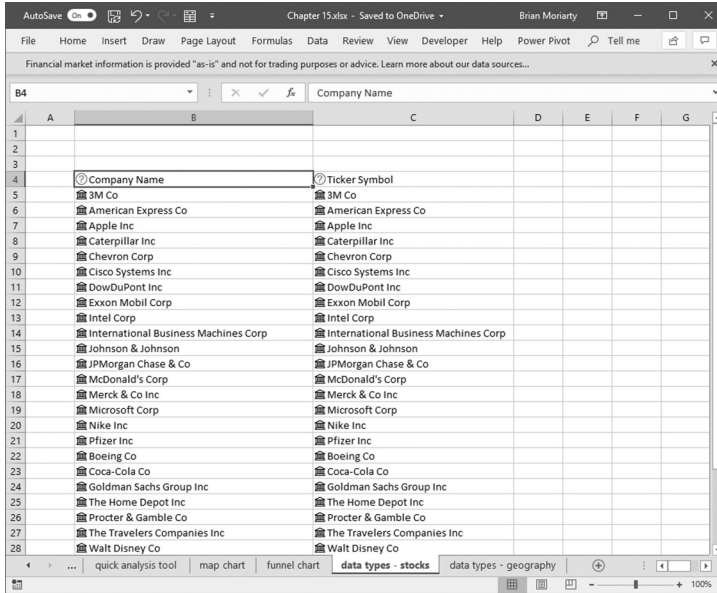 AutoSave On Chapter 15.xlsx - Saved to OneDrive Brian Moriarty
File Home Insert Draw Page Layout Formulas Data Review View Developer Help Power Pivot Tell me
Financial market information is provided "as-is" and not for trading purposes or advice. Learn more about our data sources...
B4 fx Company Name
A B C D E F G
1
2
3
4 Company Name Ticker Symbol
5 3M Co 3M Co
6 American Express Co American Express Co
7 Apple Inc Apple Inc
8 Caterpillar Inc Caterpillar Inc
9 Chevron Corp Chevron Corp
10 Cisco Systems Inc Cisco Systems Inc
11 DowDuPont Inc DowDuPont Inc
12 Exxon Mobil Corp Exxon Mobil Corp
13 Intel Corp Intel Corp
14 International Business Machines Corp International Business Machines Corp
15 Johnson & Johnson Johnson & Johnson
16 JPMorgan Chase & Co JPMorgan Chase & Co
17 McDonald's Corp McDonald's Corp
18 Merck & Co Inc Merck & Co Inc
19 Microsoft Corp Microsoft Corp
20 Nike Inc Nike Inc
21 Pfizer Inc Pfizer Inc
22 Boeing Co Boeing Co
23 Coca-Cola Co Coca-Cola Co
24 Goldman Sachs Group Inc Goldman Sachs Group Inc
25 The Home Depot Inc The Home Depot Inc
26 Procter & Gamble Co Procter & Gamble Co
27 The Travelers Companies Inc The Travelers Companies Inc
28 Walt Disney Co Walt Disney Co
... quick analysis tool map chart funnel chart data types - stocks data types - geography
100%